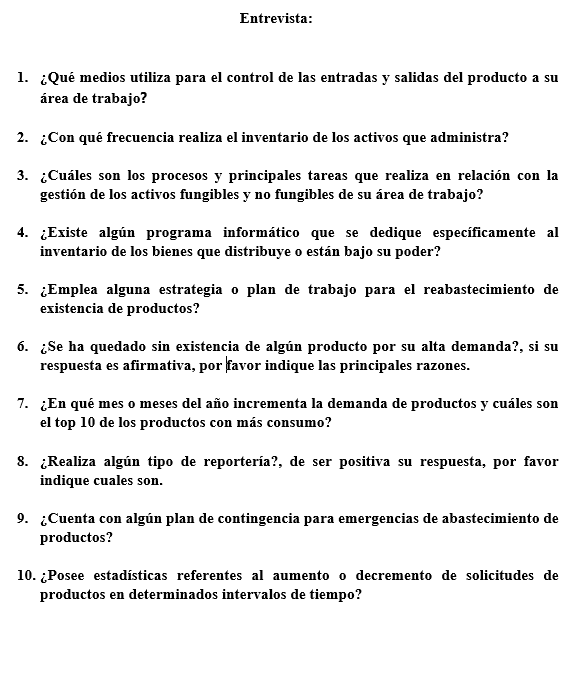 Entrevista:
1. ¿Qué medios utiliza para el control de las entradas y salidas del producto a su
área de trabajo?
2. ¿Con qué frecuencia realiza el inventario de los activos que administra?
3. ¿Cuáles son los procesos y principales tareas que realiza en relación con la
gestión de los activos fungibles y no fungibles de su área de trabajo?
4. ¿Existe algún programa informático que se dedique específicamente al
inventario de los bienes que distribuye o están bajo su poder?
5. ¿Emplea alguna estrategia o plan de trabajo para el reabastecimiento de
existencia de productos?
6. ¿Se ha quedado sin existencia de algún producto por su alta demanda?, si su
respuesta es afirmativa, por favor indique las principales razones.
7. ¿En qué mes o meses del año incrementa la demanda de productos y cuáles son
el top 10 de los productos con más consumo?
8. ¿Realiza algún tipo de reportería?, de ser positiva su respuesta, por favor
indique cuales son.
9. ¿Cuenta con algún plan de contingencia para emergencias de abastecimiento de
productos?
10. ¿Posee estadísticas referentes al aumento o decremento de solicitudes de
productos en determinados intervalos de tiempo?